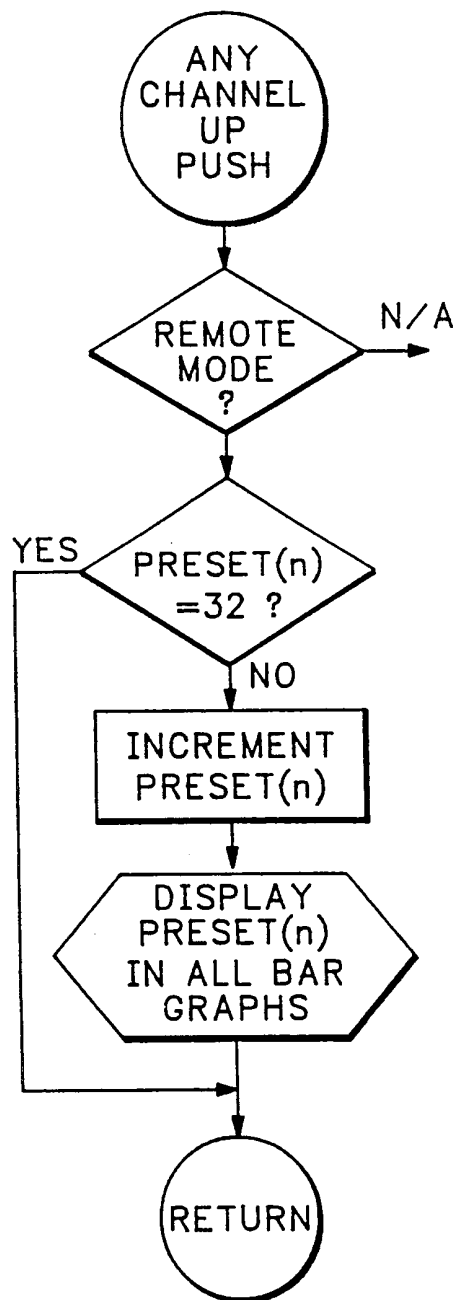 ANY
CHANNEL
UP
PUSH
N/A
REMOTE
MODE
?
YES
PRESET(n)
=32 ?
NO
INCREMENT
PRESET(n)
DISPLAY
PRESET(n)
IN ALL BAR
GRAPHS
RETURN